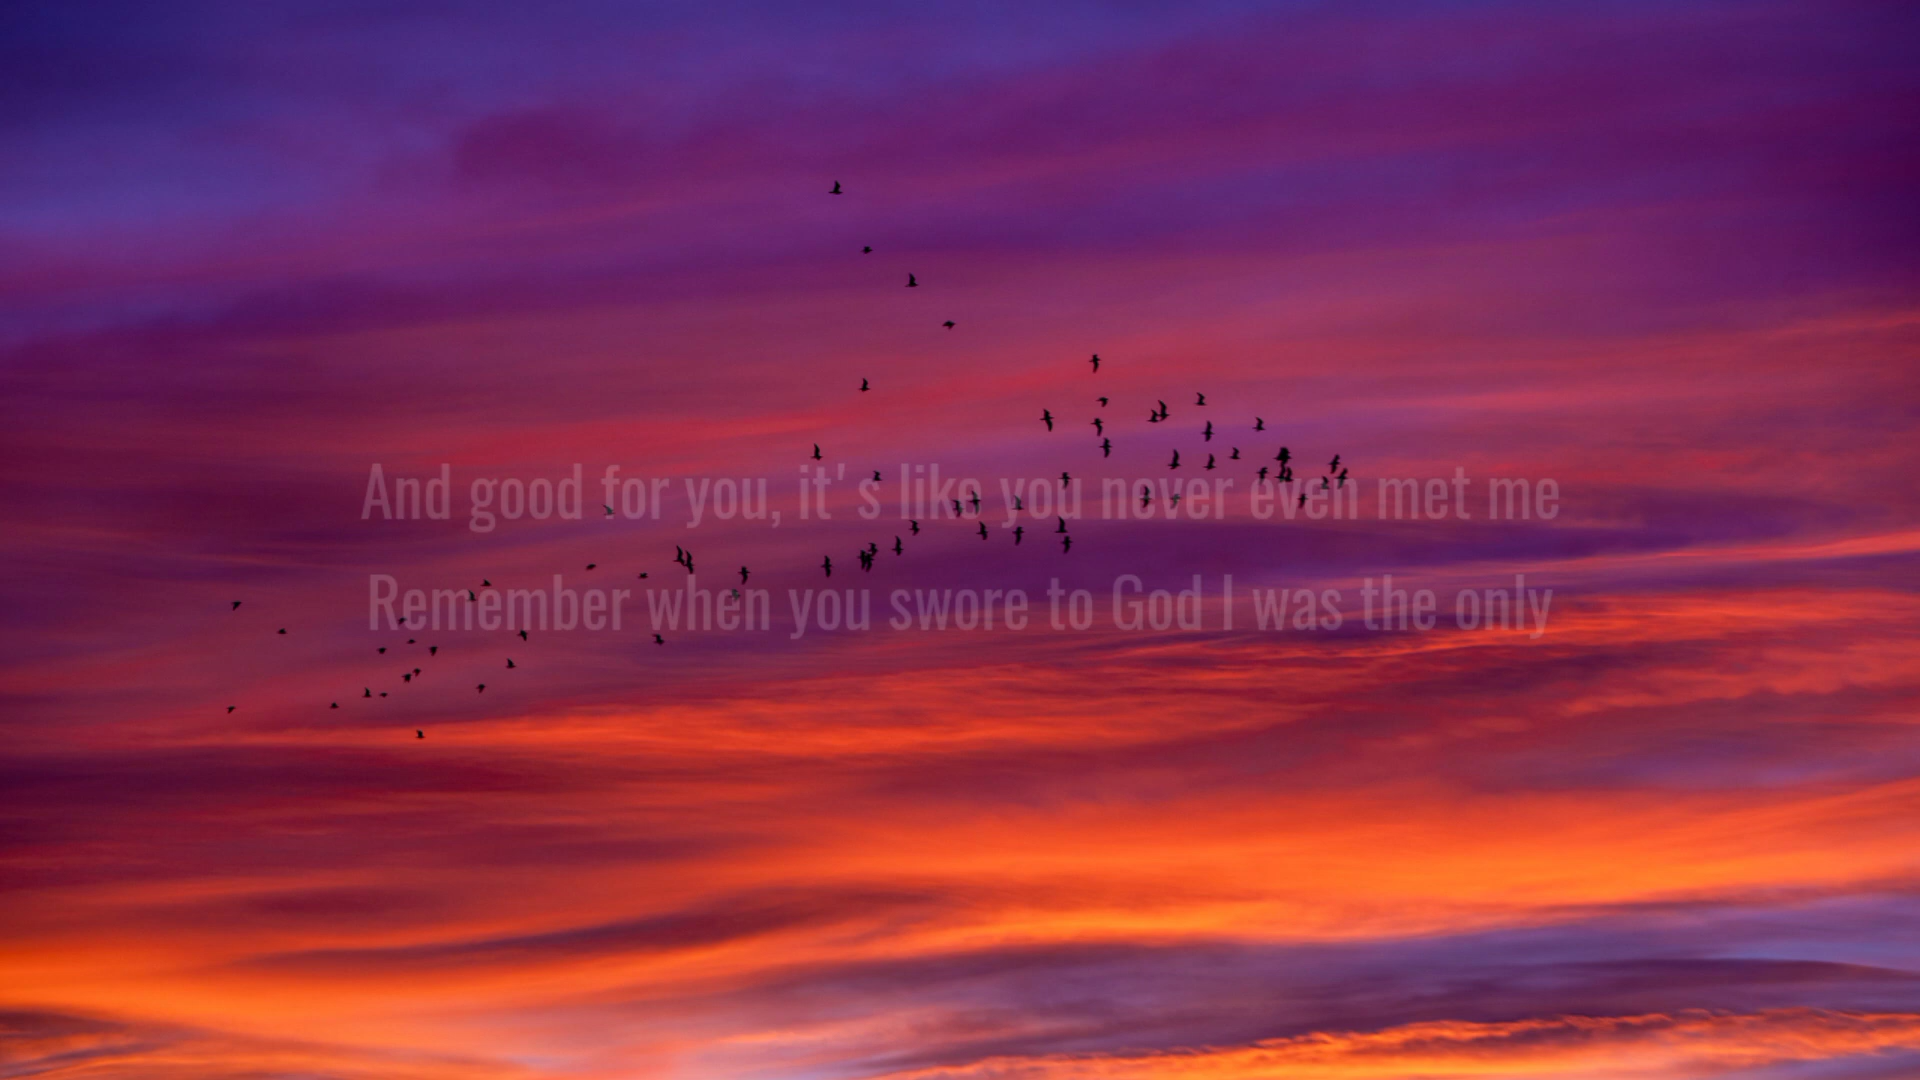 And good for you, it's like you never even met me
Remember when you swore to God I was the only